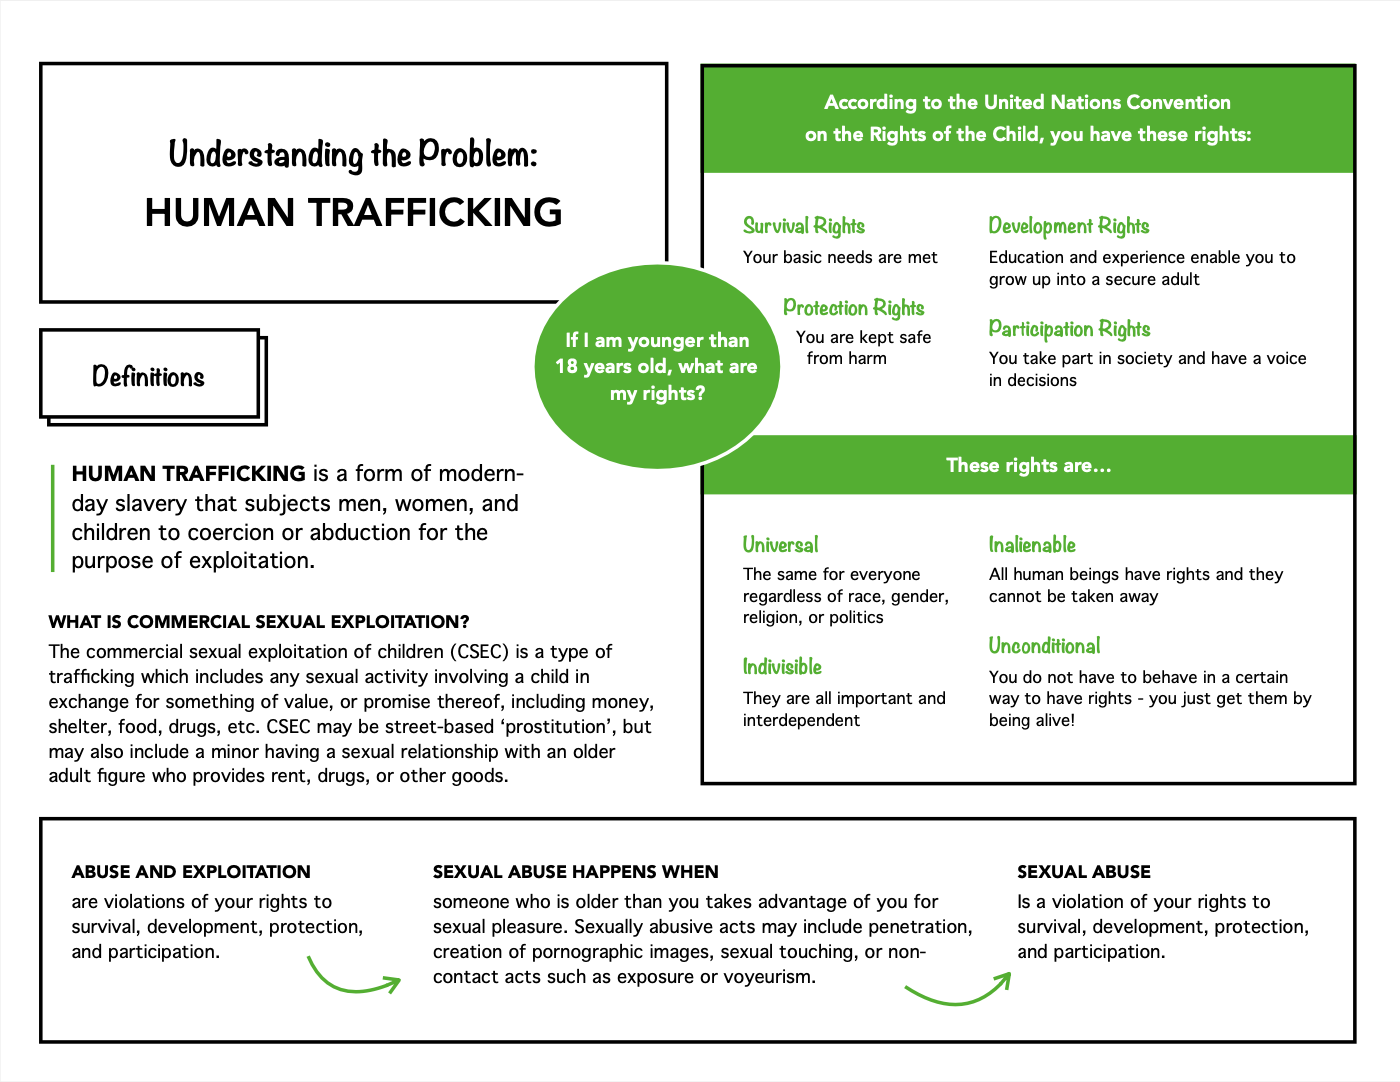 Understanding the Problem:
HUMAN TRAFFICKING
Definitions
HUMAN TRAFFICKING is a form of modern-
day slavery that subjects men, women, and
children to coercion or abduction for the
purpose of exploitation.
WHAT IS COMMERCIAL SEXUAL EXPLOITATION?
The commercial sexual exploitation of children (CSEC) is a type of
trafficking which includes any sexual activity involving a child in
exchange for something of value, or promise thereof, including money,
shelter, food, drugs, etc. CSEC may be street-based ‘prostitution’, but
may also include a minor having a sexual relationship with an older
adult figure who provides rent, drugs, or other goods.
If I am younger than
18 years old, what are
my rights?
According to the United Nations Convention
on the Rights of the Child, you have these rights:
Survival Rights
Your basic needs are met
Protection Rights
You are kept safe
from harm
Development Rights
Education and experience enable you to
grow up into a secure adult
Participation Rights
You take part in society and have a voice
in decisions
These rights are...
Universal
The same for everyone
regardless of race, gender,
religion, or politics
Indivisible
They are all important and
interdependent
Inalienable
All human beings have rights and they
cannot be taken away
Unconditional
You do not have to behave in a certain
way to have rights - you just get them by
being alive!
ABUSE AND EXPLOITATION
are violations of your rights to
survival, development, protection,
and participation.
SEXUAL ABUSE HAPPENS WHEN
someone who is older than you takes advantage of you for
sexual pleasure. Sexually abusive acts may include penetration,
creation of pornographic images, sexual touching, or non-
contact acts such as exposure or voyeurism.
SEXUAL ABUSE
Is a violation of your rights to
survival, development, protection,
and participation.